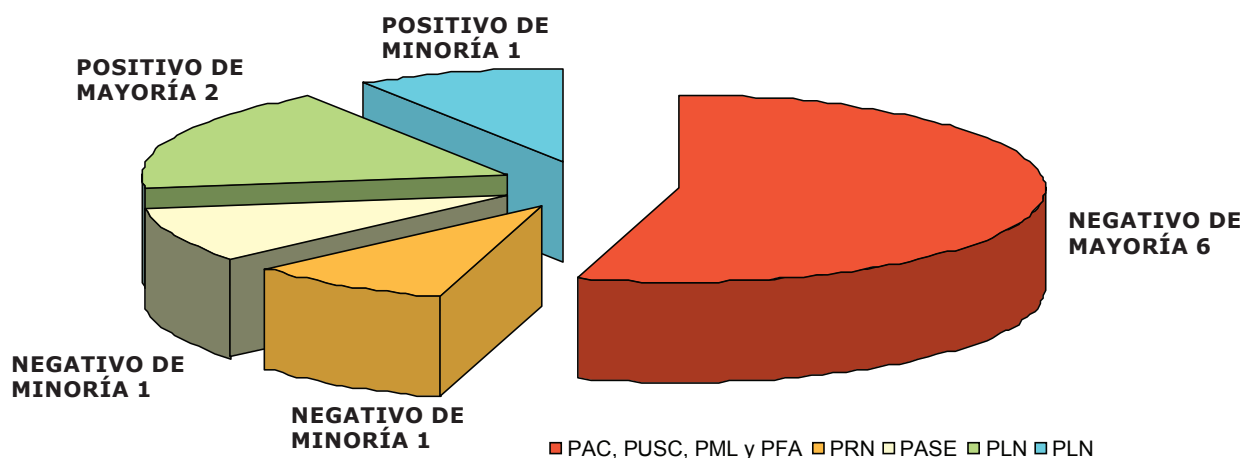 POSITIVO DE
MINORÍA 1
POSITIVO DE
MAYORÍA 2
NEGATIVO DE
MAYORÍA 6
NEGATIVO DE
MINORÍA 1
NEGATIVO DE
MINORÍA 1
PAC, PUSC, PML y PFA PRN PASE PLN PLN